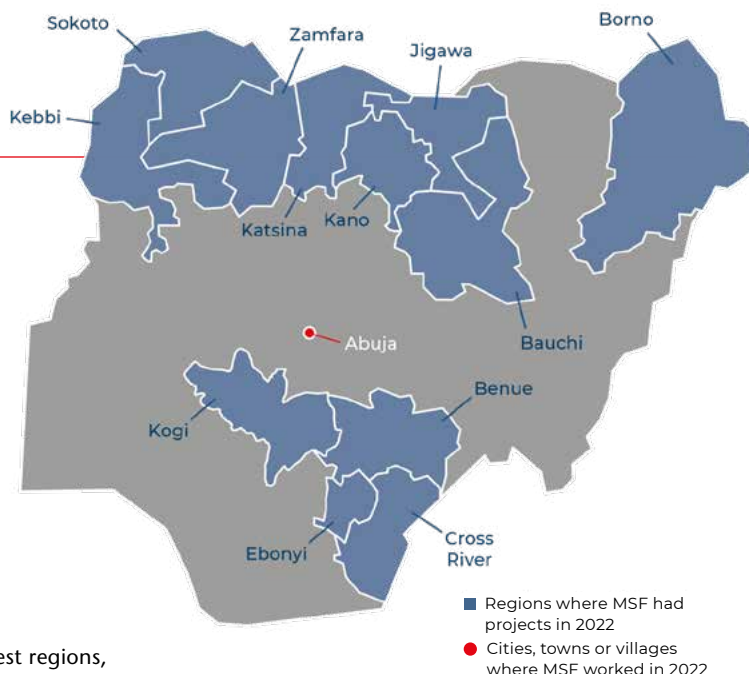 Sokoto
Zamfara
Borno
Jigawa
Kebbi
Katsina
Kano
Abuja
Bauchi
Benue
Kogi
Ebonyi
Cross
River
Regions where MSF had
projects in 2022
Cities, towns or villages
where MSF worked in 2022
est regions,